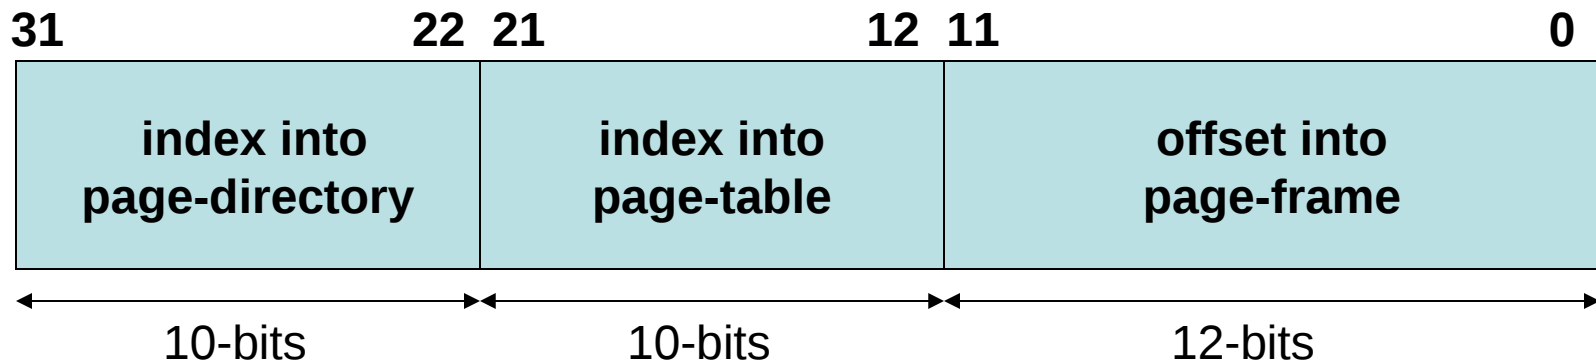 31 22 21 12 11 0
index into index into offset into
page-directory page-table page-frame
10-bits 10-bits 12-bits